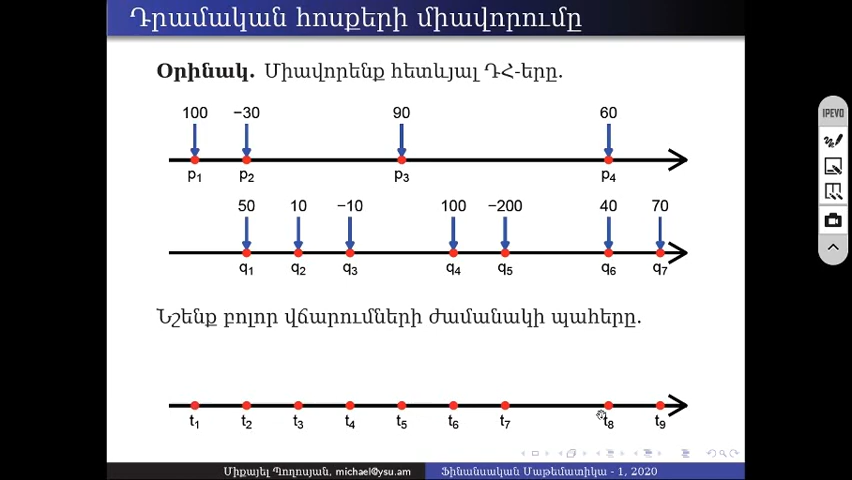 Դրամական հոսքերի միավորումը
Օրինակ. Միավորենք հետևյալ ԴՀ-երը.
100 −30 90 60
p1 p2 p3 p4
50 10 −10 100 −200 40 70
q1 q2 q3 q4 q5 q6 q7
Նշենք բոլոր վճարումների ժամանակի պահերը.
t1 t2 t3 t4 t5 t6 t7 t8 t9
Միքայել Պողոսյան, michael@ysu.am Ֆինանսական Մաթեմատիկա - 1, 2020
IPEVO